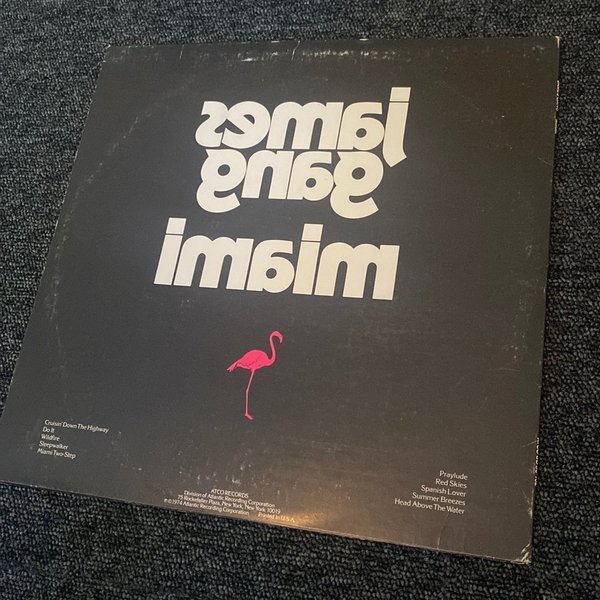 james
gang
miami
Cruisin' Down The Highway
Do It
Wildfire
Sleepwalker
Miami Two-Step
Praylude
Red Skies
Spanish Lover
Summer Breezes
Head Above The Water
ATCO RECORDS
Division of Atlantic Recording Corporation
75 Rockefeller Plaza, New York, New York 10019
℗©1974 Atlantic Recording Corporation Printed in U.S.A.